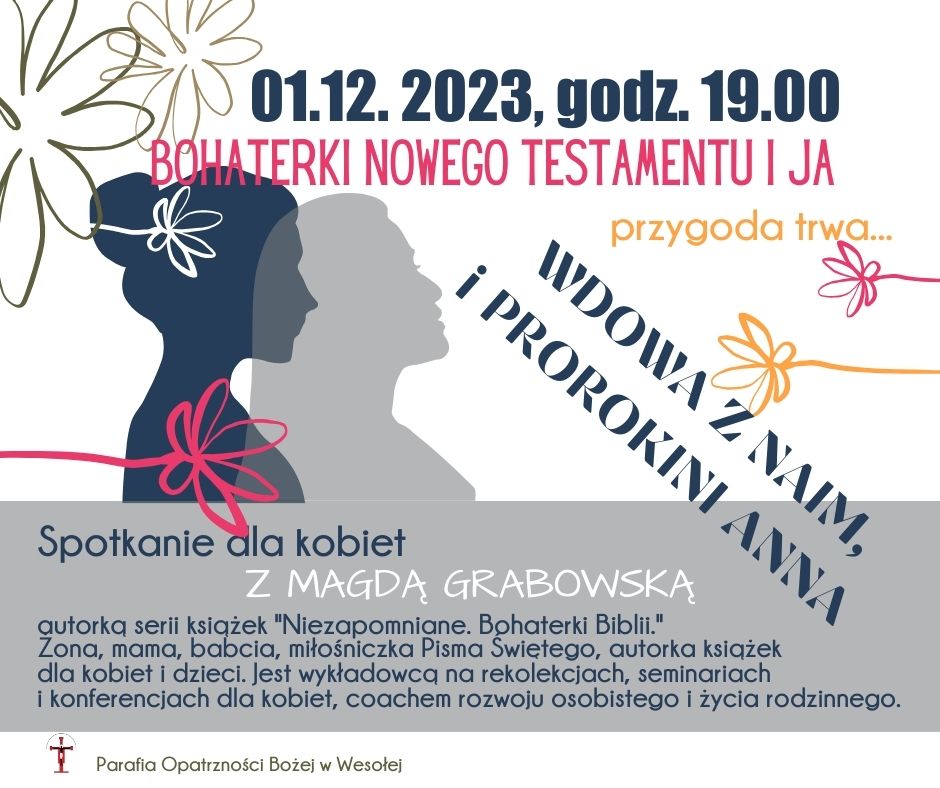 01.12. 2023, godz. 19.00
BOHATERKI NOWEGO TESTAMENTU I JA
przygoda trwa...
WDOWA Z NAIM,
i PROROKINI ANNA
Spotkanie dla kobiet
Z MAGDĄ GRABOWSKĄ
autorką serii książek "Niezapomniane. Bohaterki Biblii."
Żona, mama, babcia, miłośniczka Pisma Świętego, autorka książek
dla kobiet i dzieci. Jest wykładowcą na rekolekcjach, seminariach
i konferencjach dla kobiet, coachem rozwoju osobistego i życia rodzinnego.
Parafia Opatrzności Bożej w Wesołej